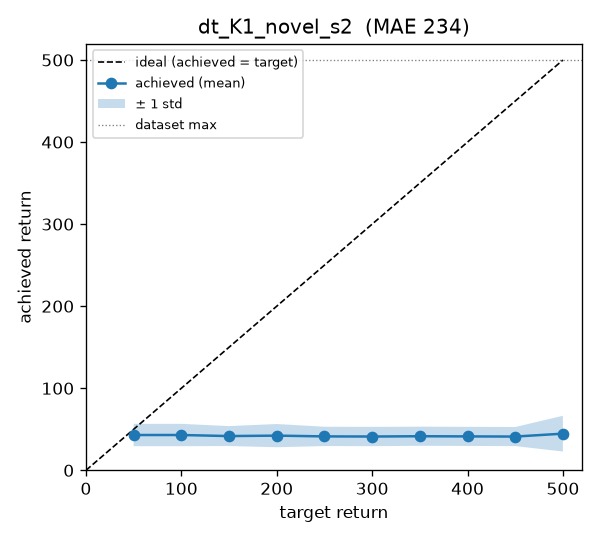 dt_K1_novel_s2  (MAE 234)
ideal (achieved = target)
achieved (mean)
± 1 std
dataset max
500
400
300
200
100
0
achieved return
0 100 200 300 400 500
target return